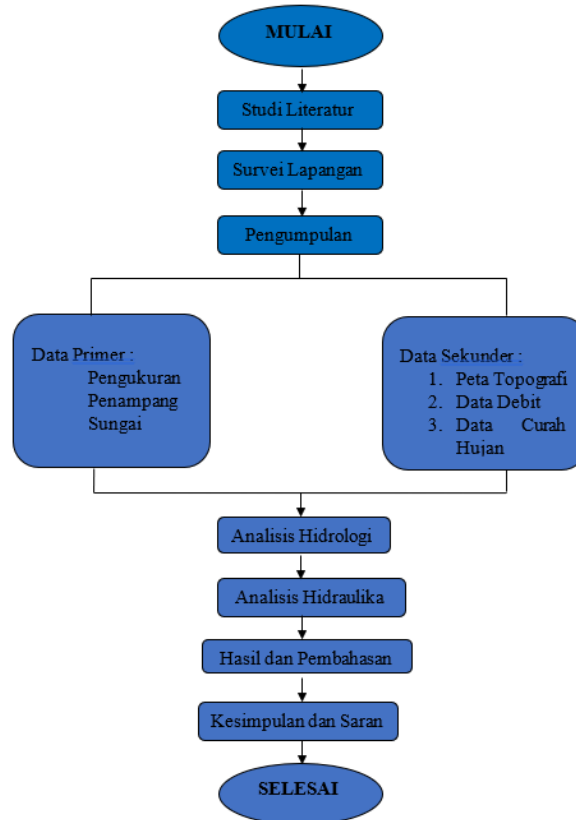 MULAI
Studi Literatur
Survei Lapangan
Pengumpulan
Data Primer :
Pengukuran
Penampang
Sungai
Data Sekunder :
1. Peta Topografi
2. Data Debit
3. Data Curah
Hujan
Analisis Hidrologi
Analisis Hidraulika
Hasil dan Pembahasan
Kesimpulan dan Saran
SELESAI